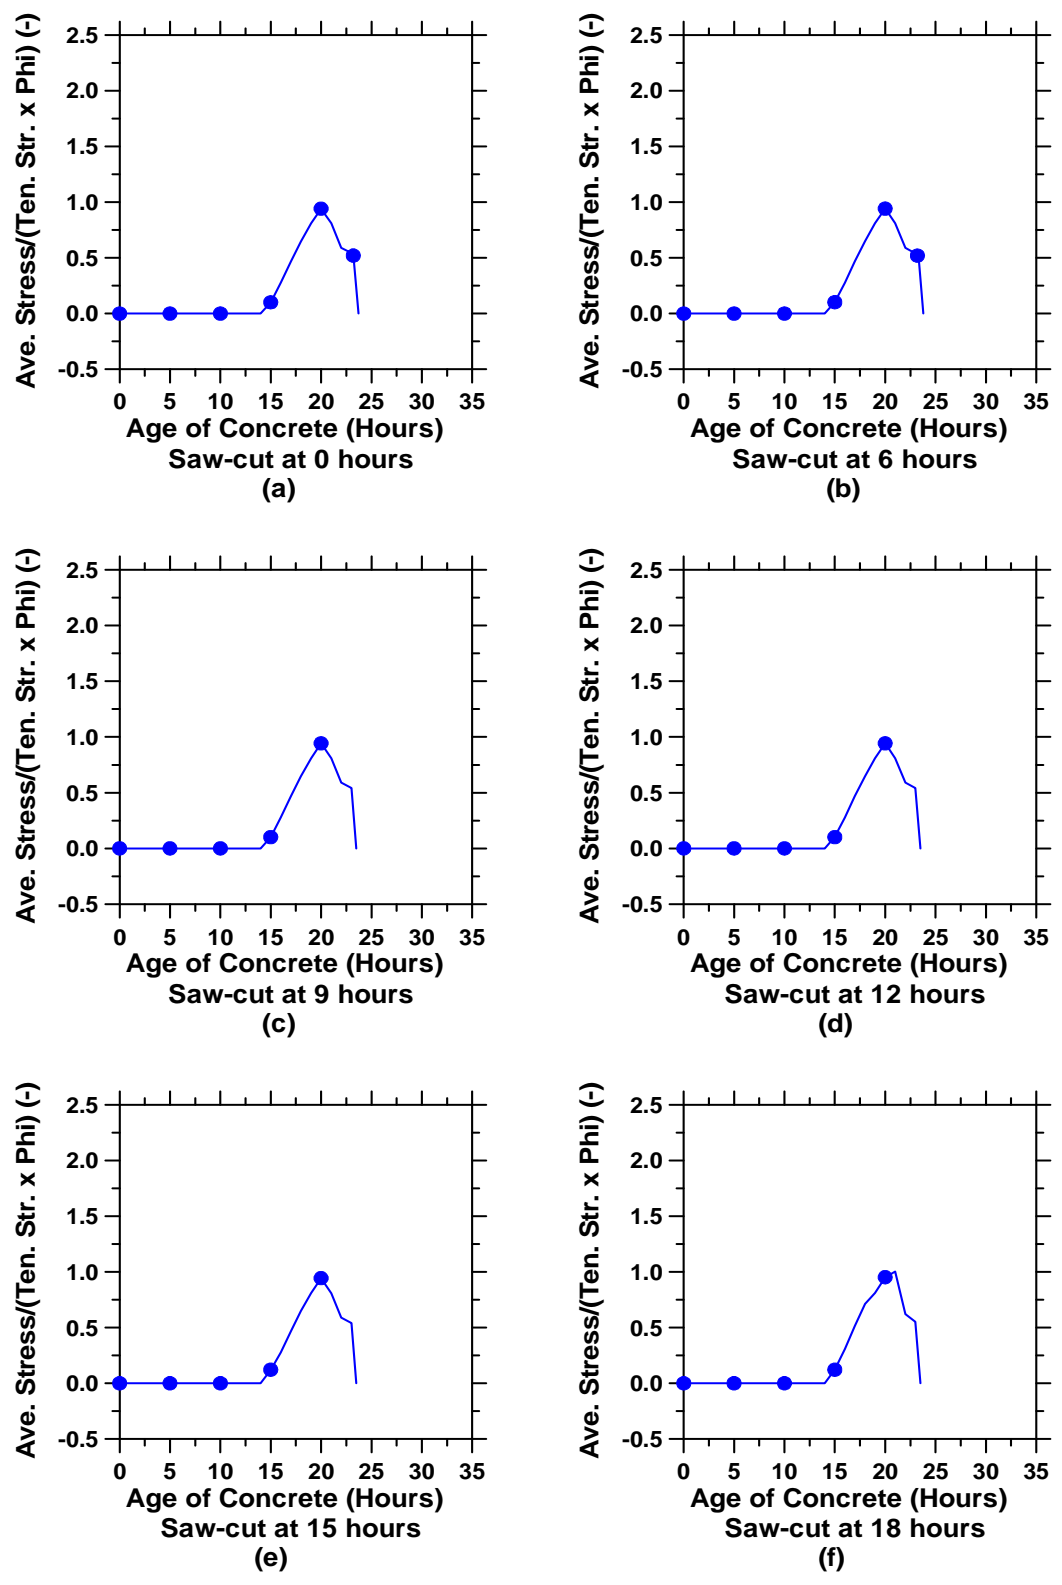 Ave. Stress/(Ten. Str. x Phi) (-)
2.5
2.0
1.5
1.0
0.5
0.0
-0.5
0 5 10 15 20 25 30 35
Age of Concrete (Hours)
Saw-cut at 0 hours
(a)
Ave. Stress/(Ten. Str. x Phi) (-)
2.5
2.0
1.5
1.0
0.5
0.0
-0.5
0 5 10 15 20 25 30 35
Age of Concrete (Hours)
Saw-cut at 6 hours
(b)
Ave. Stress/(Ten. Str. x Phi) (-)
2.5
2.0
1.5
1.0
0.5
0.0
-0.5
0 5 10 15 20 25 30 35
Age of Concrete (Hours)
Saw-cut at 9 hours
(c)
Ave. Stress/(Ten. Str. x Phi) (-)
2.5
2.0
1.5
1.0
0.5
0.0
-0.5
0 5 10 15 20 25 30 35
Age of Concrete (Hours)
Saw-cut at 12 hours
(d)
Ave. Stress/(Ten. Str. x Phi) (-)
2.5
2.0
1.5
1.0
0.5
0.0
-0.5
0 5 10 15 20 25 30 35
Age of Concrete (Hours)
Saw-cut at 15 hours
(e)
Ave. Stress/(Ten. Str. x Phi) (-)
2.5
2.0
1.5
1.0
0.5
0.0
-0.5
0 5 10 15 20 25 30 35
Age of Concrete (Hours)
Saw-cut at 18 hours
(f)